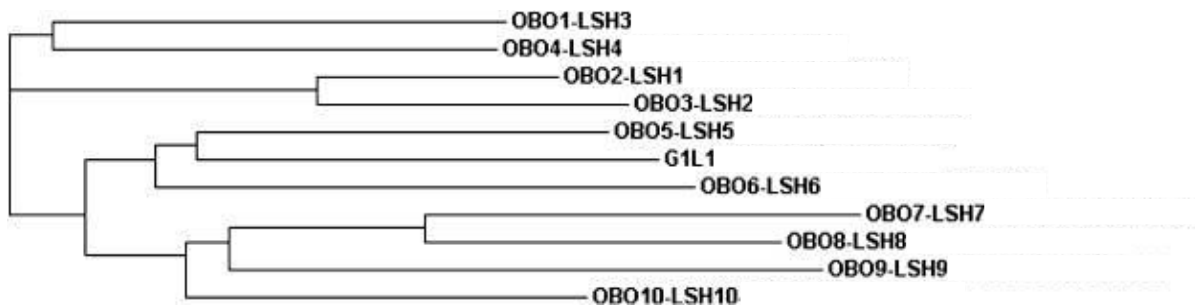 OBO1-LSH3
OBO4-LSH4
OBO2-LSH1
OBO3-LSH2
OBO5-LSH5
G1L1
OBO6-LSH6
OBO7-LSH7
OBO8-LSH8
OBO9-LSH9
OBO10-LSH10